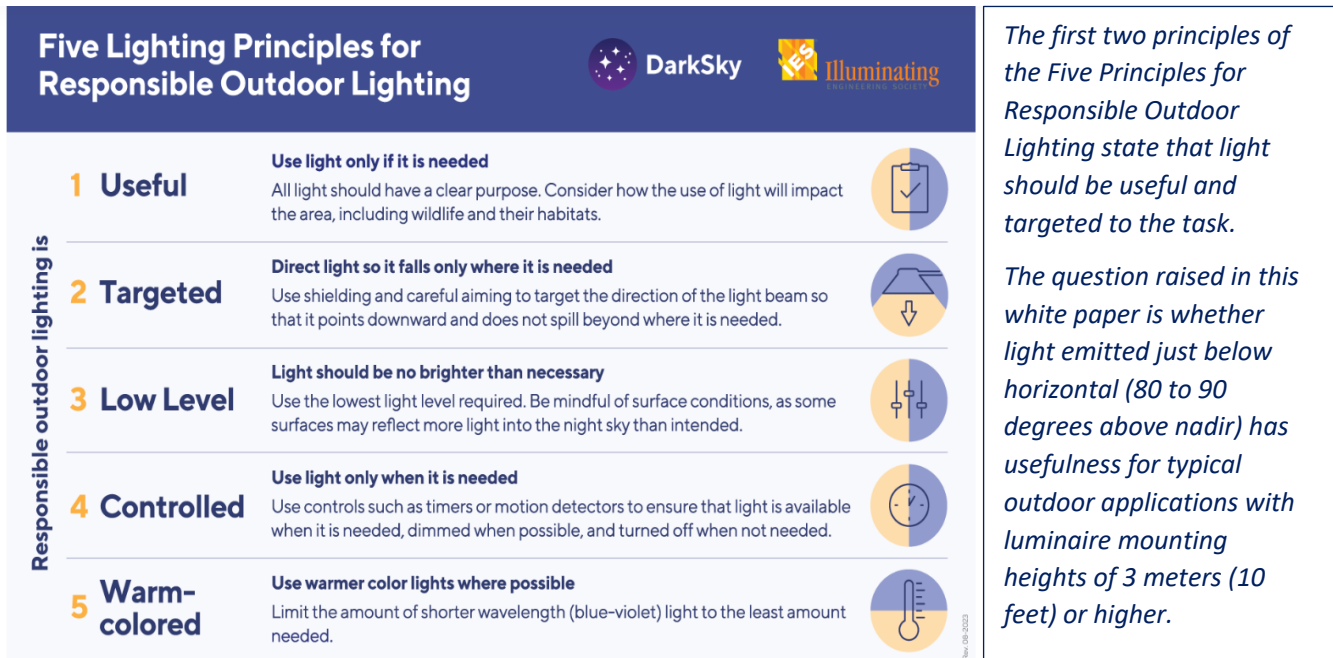 Five Lighting Principles for
Responsible Outdoor Lighting
DarkSky
IES
Illuminating
ENGINEERING SOCIETY
Responsible outdoor lighting is
1 Useful
Use light only if it is needed
All light should have a clear purpose. Consider how the use of light will impact
the area, including wildlife and their habitats.
2 Targeted
Direct light so it falls only where it is needed
Use shielding and careful aiming to target the direction of the light beam so
that it points downward and does not spill beyond where it is needed.
3 Low Level
Light should be no brighter than necessary
Use the lowest light level required. Be mindful of surface conditions, as some
surfaces may reflect more light into the night sky than intended.
4 Controlled
Use light only when it is needed
Use controls such as timers or motion detectors to ensure that light is available
when it is needed, dimmed when possible, and turned off when not needed.
5 Warm-
colored
Use warmer color lights where possible
Limit the amount of shorter wavelength (blue-violet) light to the least amount
needed.
Rev. 08-2023
The first two principles of
the Five Principles for
Responsible Outdoor
Lighting state that light
should be useful and
targeted to the task.
The question raised in this
white paper is whether
light emitted just below
horizontal (80 to 90
degrees above nadir) has
usefulness for typical
outdoor applications with
luminaire mounting
heights of 3 meters (10
feet) or higher.